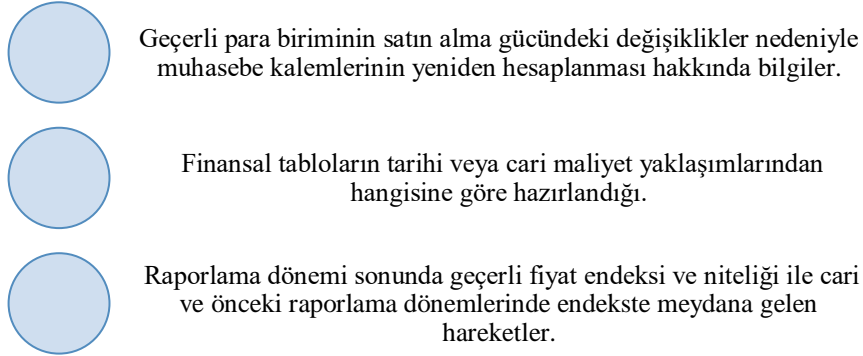 Geçerli para biriminin satın alma gücündeki değişiklikler nedeniyle
muhasebe kalemlerinin yeniden hesaplanması hakkında bilgiler.
Finansal tabloların tarihi veya cari maliyet yaklaşımlarından
hangisine göre hazırlandığı.
Raporlama dönemi sonunda geçerli fiyat endeksi ve niteliği ile cari
ve önceki raporlama dönemlerinde endekste meydana gelen
hareketler.